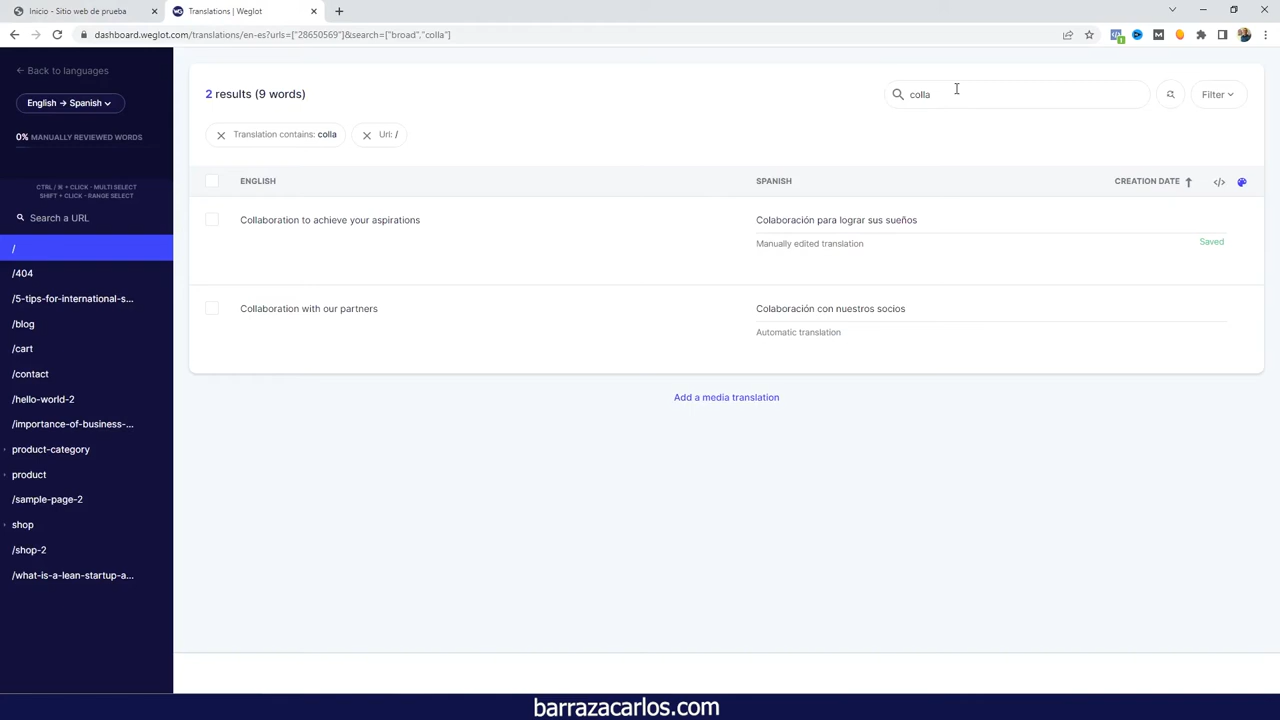 Inicio - Sitio web de prueba
Translations | Weglot
dashboard.weglot.com/translations/en-es?urls=["28650569"]&search=["broad","colla"]
1
← Back to languages
English → Spanish
0% MANUALLY REVIEWED WORDS
CTRL / ⌘ + CLICK - MULTI SELECT
SHIFT + CLICK - RANGE SELECT
Search a URL
/
/404
/5-tips-for-international-s...
/blog
/cart
/contact
/hello-world-2
/importance-of-business-...
product-category
product
/sample-page-2
shop
/shop-2
/what-is-a-lean-startup-a...
2 results (9 words)
colla
Filter
Translation contains: colla
Url: /
ENGLISH
SPANISH
CREATION DATE
</>
Collaboration to achieve your aspirations
Colaboración para lograr sus sueños
Manually edited translation
Saved
Collaboration with our partners
Colaboración con nuestros socios
Automatic translation
Add a media translation
barrazacarlos.com